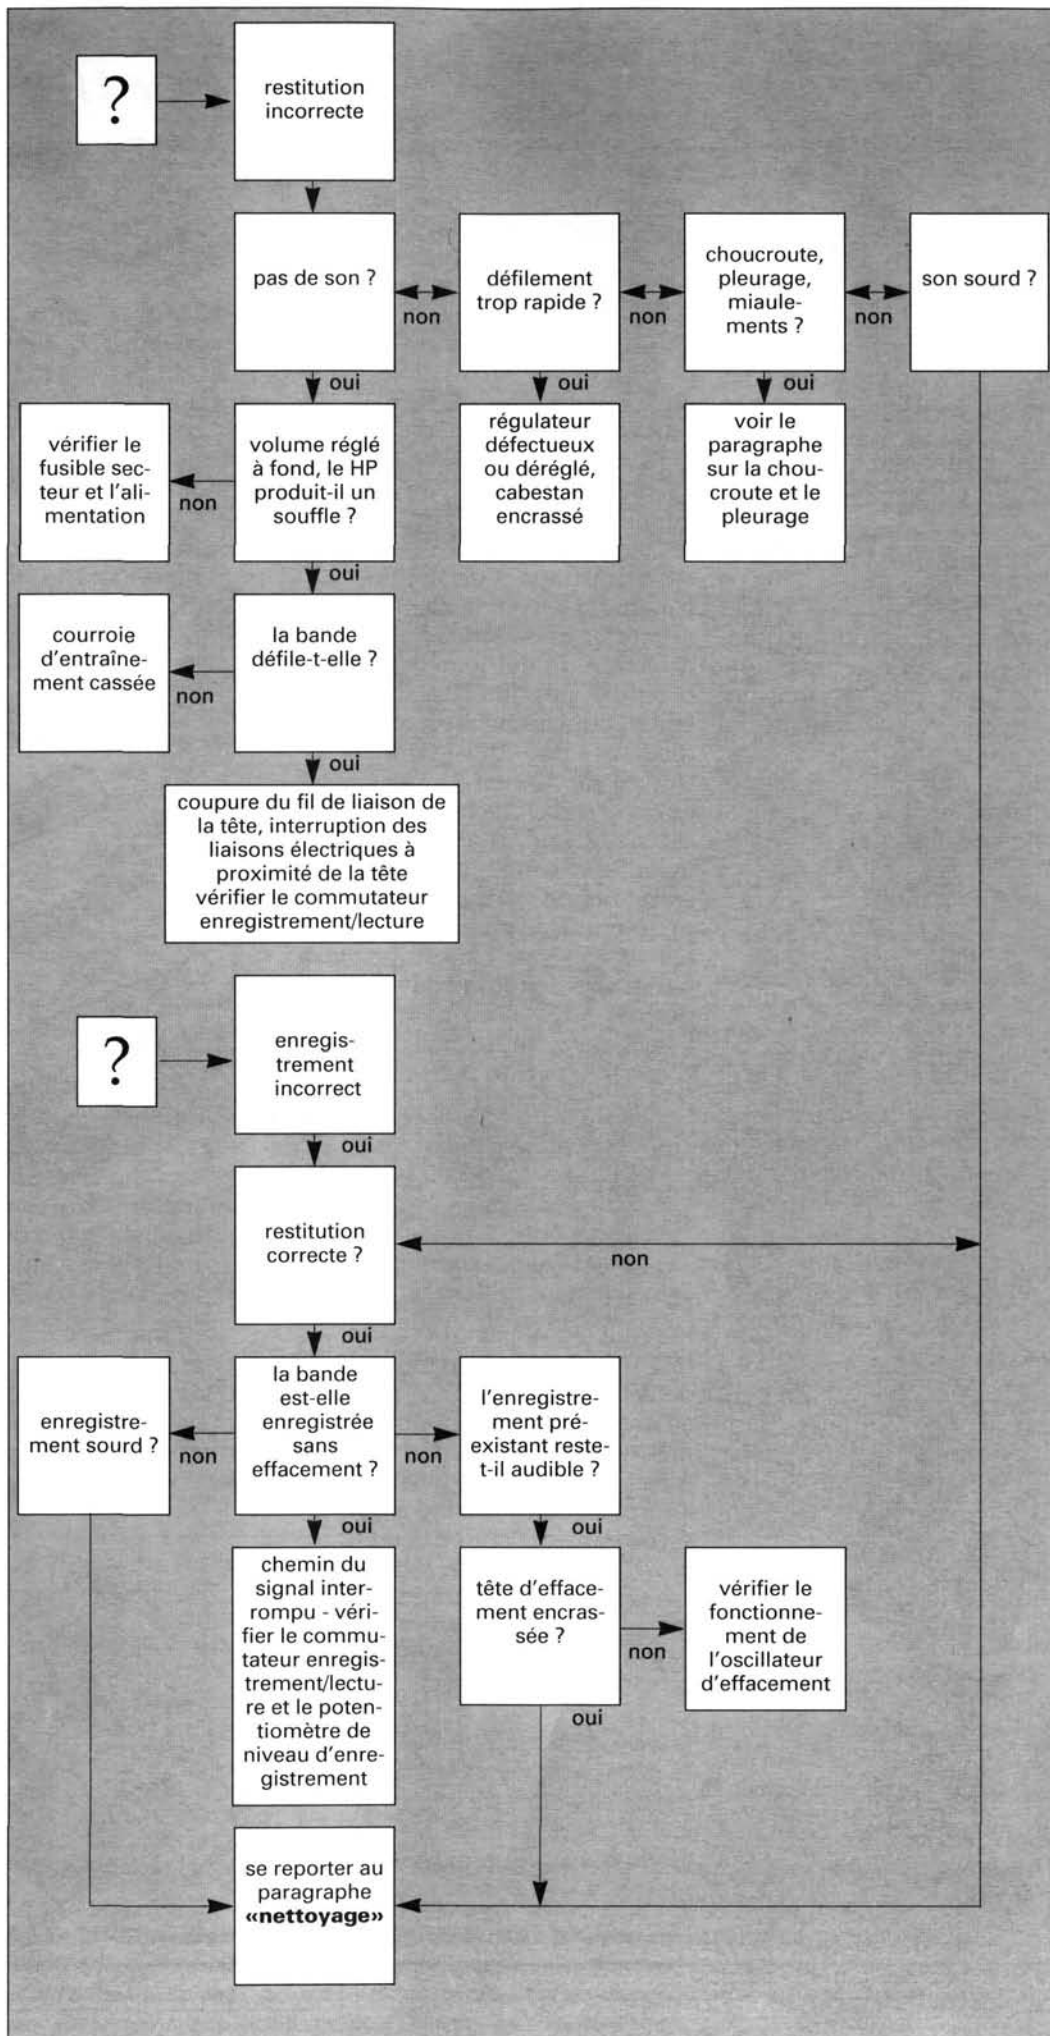 ?
restitution
incorrecte
pas de son ?
non
défilement
trop rapide ?
non
choucroute,
pleurage,
miaule-
ments ?
non
son sourd ?
oui
oui
oui
vérifier le
fusible sec-
teur et l'ali-
mentation
non
volume réglé
à fond, le HP
produit-il un
souffle ?
régulateur
défectueux
ou déréglé,
cabestan
encrassé
voir le
paragraphe
sur la chou-
croute et le
pleurage
oui
courroie
d'entraîne-
ment cassée
non
la bande
défile-t-elle ?
oui
coupure du fil de liaison de
la tête, interruption des
liaisons électriques à
proximité de la tête
vérifier le commutateur
enregistrement/lecture
?
enregis-
trement
incorrect
oui
restitution
correcte ?
non
oui
enregistre-
ment sourd ?
non
la bande
est-elle
enregistrée
sans
effacement ?
non
l'enregistre-
ment pré-
existant reste-
t-il audible ?
oui
oui
chemin du
signal inter-
rompu - véri-
fier le commu-
tateur enregis-
trement/lectu-
re et le poten-
tiomètre de
niveau d'enre-
gistrement
tête d'efface-
ment encras-
sée ?
non
vérifier le
fonctionne-
ment de
l'oscillateur
d'effacement
oui
se reporter au
paragraphe
«nettoyage»